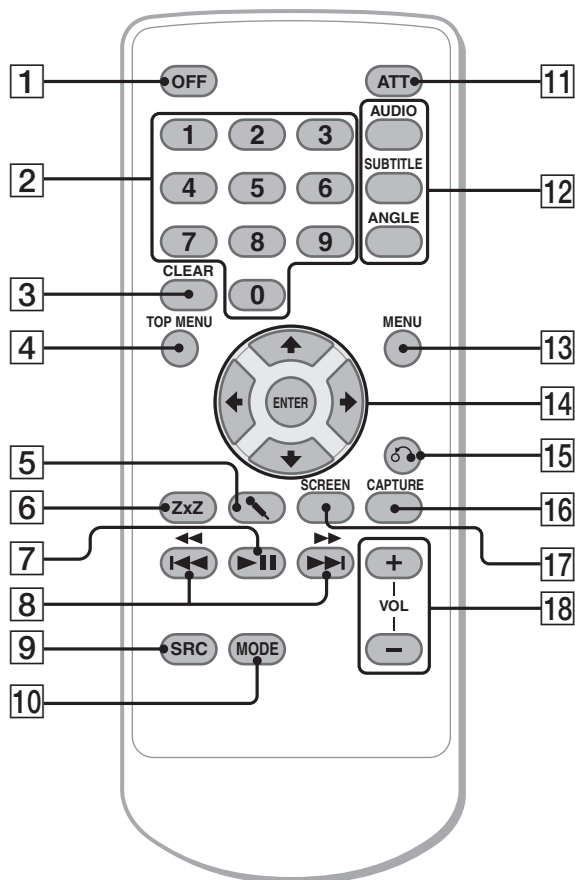 1 OFF ATT 11
AUDIO
1 2 3
2 SUBTITLE 12
4 5 6
ANGLE
7 8 9
CLEAR
3 0
4 TOP MENU MENU 13
ENTER 14
5 15
SCREEN CAPTURE
6 ZxZ 16
7 17
8 + VOL − 18
9 SRC MODE
10